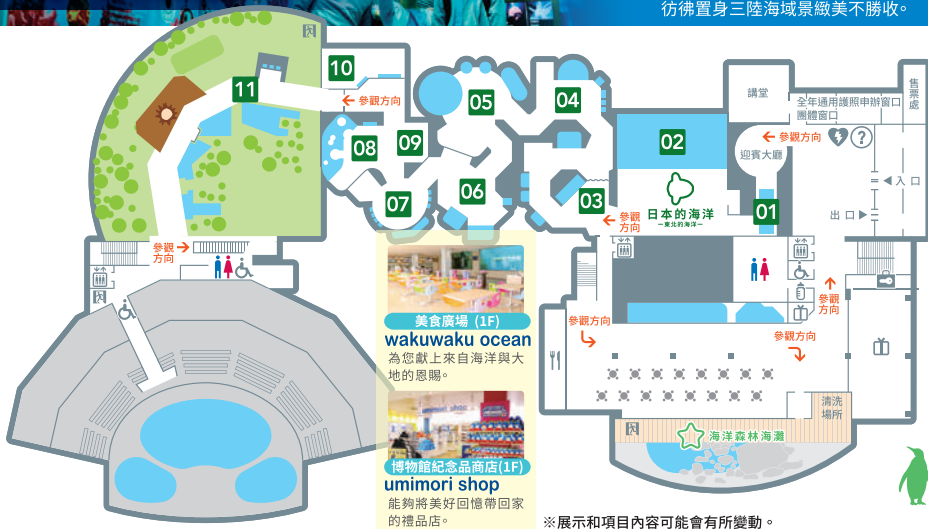 彷彿置身三陸海域景緻美不勝收。
10
11
參觀方向
05
04
講堂
售票處
全年通用護照申辦窗口
團體窗口
參觀方向
?
迎賓大廳
入口
出口
02
08
09
07
06
03
日本的海洋
ー東北的海洋ー
01
參觀
方向
參觀
方向
參觀
方向
參觀方向
參觀方向
美食廣場 (1F)
wakuwaku ocean
為您獻上來自海洋與大
地的恩賜。
umimori shop
博物館紀念品商店(1F)
umimori shop
能夠將美好回憶帶回家
的禮品店。
清洗
場所
海洋森林海灘
※展示和項目內容可能會有所變動。